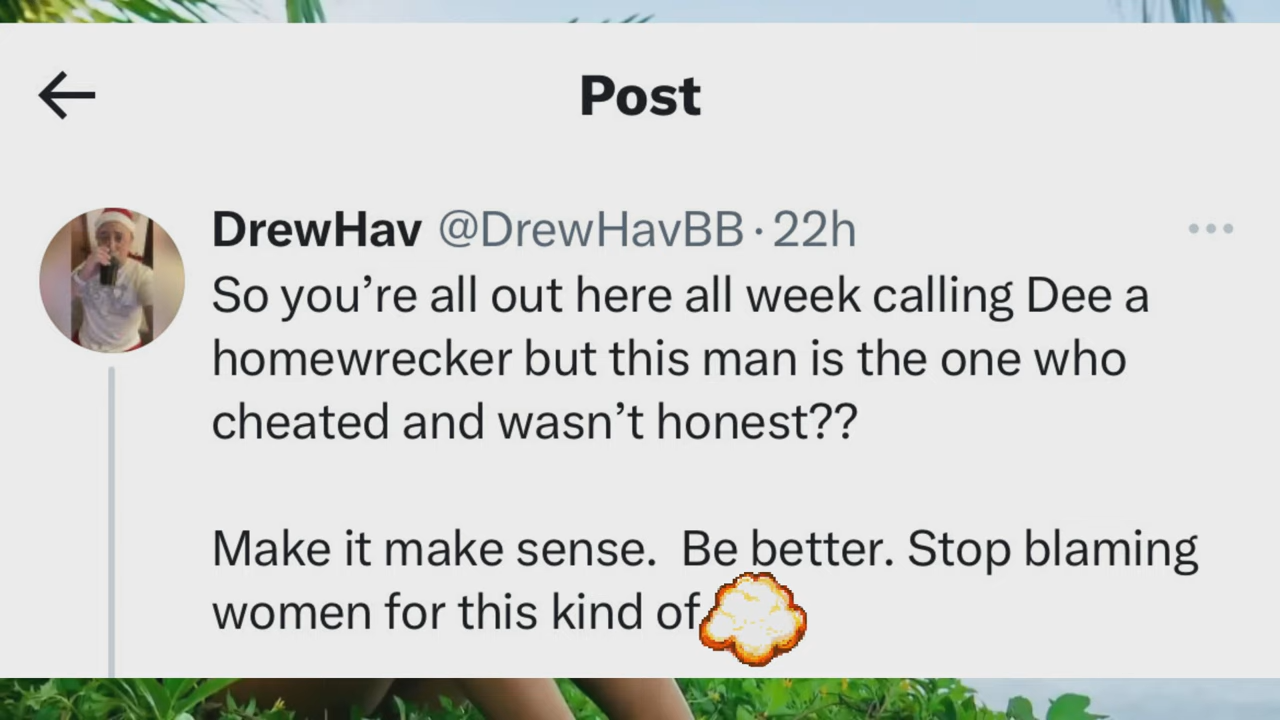 Post
DrewHav @DrewHavBB · 22h
So you’re all out here all week calling Dee a
homewrecker but this man is the one who
cheated and wasn’t honest??
Make it make sense.  Be better. Stop blaming
women for this kind of